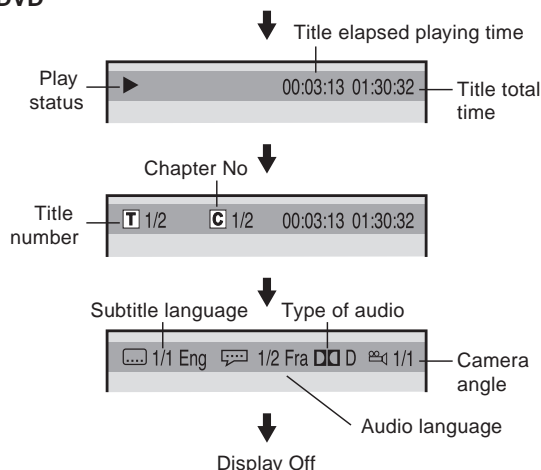 DVD
Title elapsed playing time
Play status
00:03:13 01:30:32
Title total time
Chapter No
Title number
T 1/2 C 1/2 00:03:13 01:30:32
Subtitle language
Type of audio
1/1 Eng 1/2 Fra D 1/1
Camera angle
Audio language
Display Off